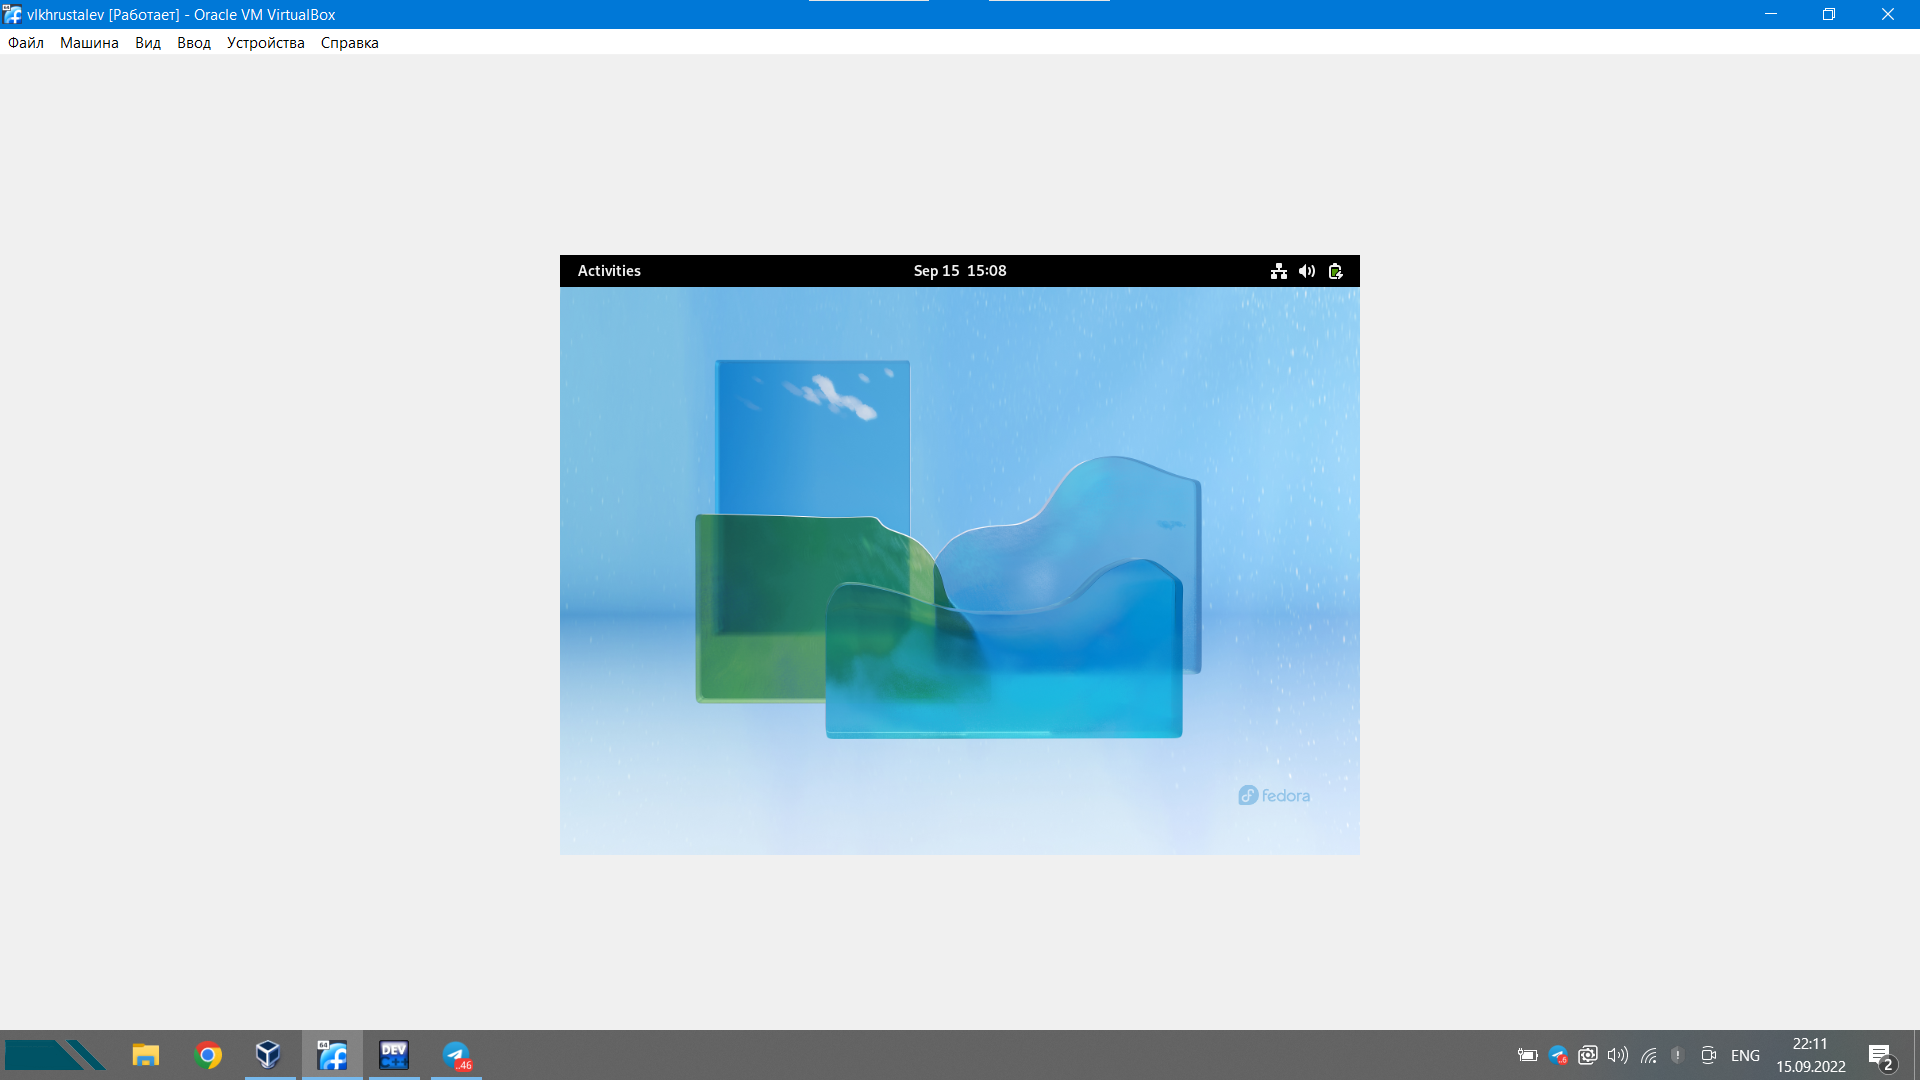 vlkhrustalev [Работает] - Oracle VM VirtualBox
Файл Машина Вид Ввод Устройства Справка
Activities Sep 15 15:08
fedora
64
DEV
C++
..46
ENG
22:11
15.09.2022
2